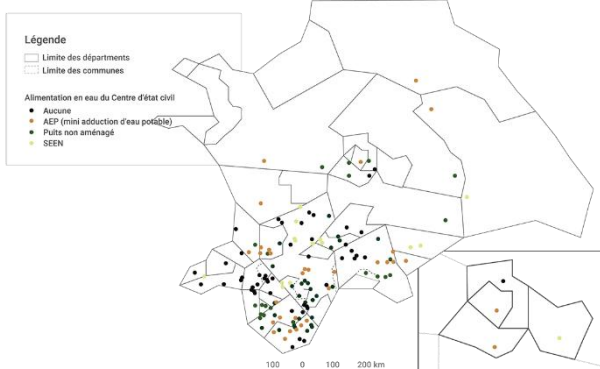 Légende
Limite des départments
Limite des communes
Alimentation en eau du Centre d'état civil
Aucune
AEP (mini adduction d'eau potable)
Puits non aménagé
SEEN
100 0 100 200 km